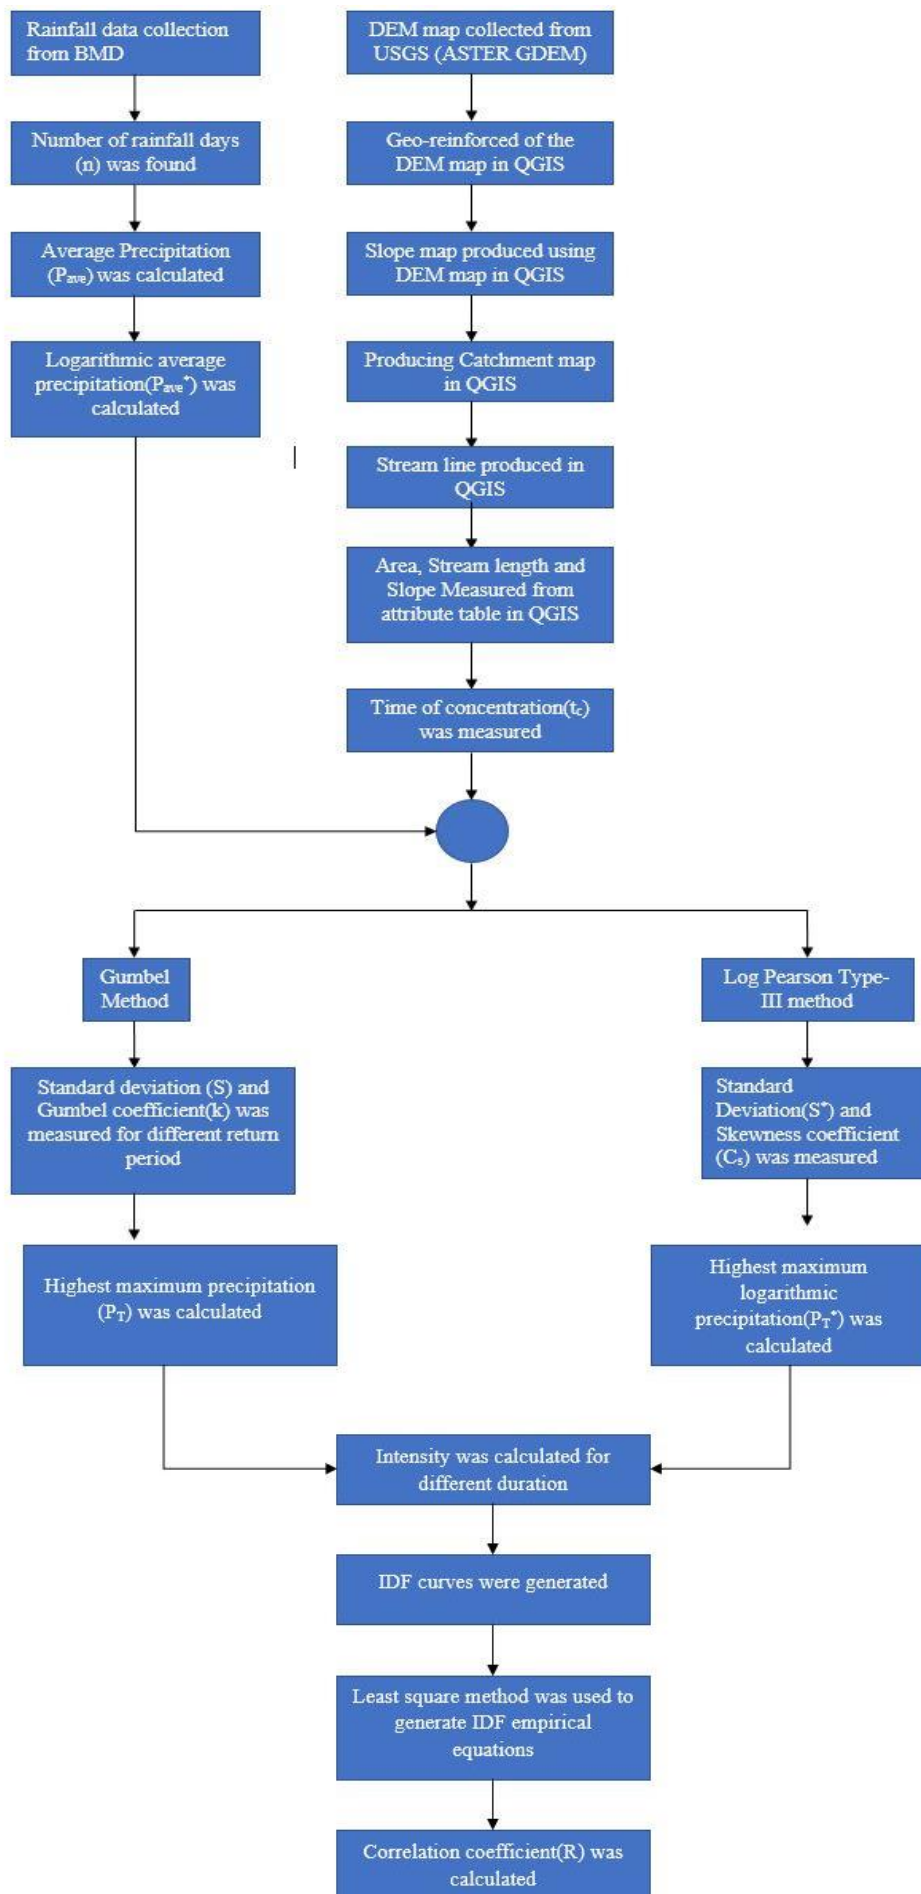 Rainfall data collection
from BMD
Number of rainfall days
(n) was found
Average Precipitation
(Pave) was calculated
Logarithmic average
precipitation(Pave*) was
calculated
DEM map collected from
USGS (ASTER GDEM)
Geo-reinforced of the
DEM map in QGIS
Slope map produced using
DEM map in QGIS
Producing Catchment map
in QGIS
Stream line produced in
QGIS
Area, Stream length and
Slope Measured from
attribute table in QGIS
Time of concentration(tc)
was measured
Gumbel
Method
Standard deviation (S) and
Gumbel coefficient(k) was
measured for different return
period
Highest maximum precipitation
(PT) was calculated
Log Pearson Type-
III method
Standard
Deviation(S*) and
Skewness coefficient
(Cs) was measured
Highest maximum
logarithmic
precipitation(PT*) was
calculated
Intensity was calculated for
different duration
IDF curves were generated
Least square method was used to
generate IDF empirical
equations
Correlation coefficient(R) was
calculated